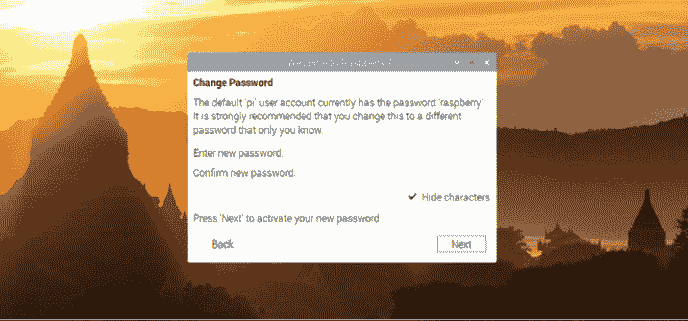 Change Password
The default 'pi' user account currently has the password 'raspberry'
It is strongly recommended that you change this to a different
password that only you know.
Enter new password:
Confirm new password:
Hide characters
Press 'Next' to activate your new password
Back
Next